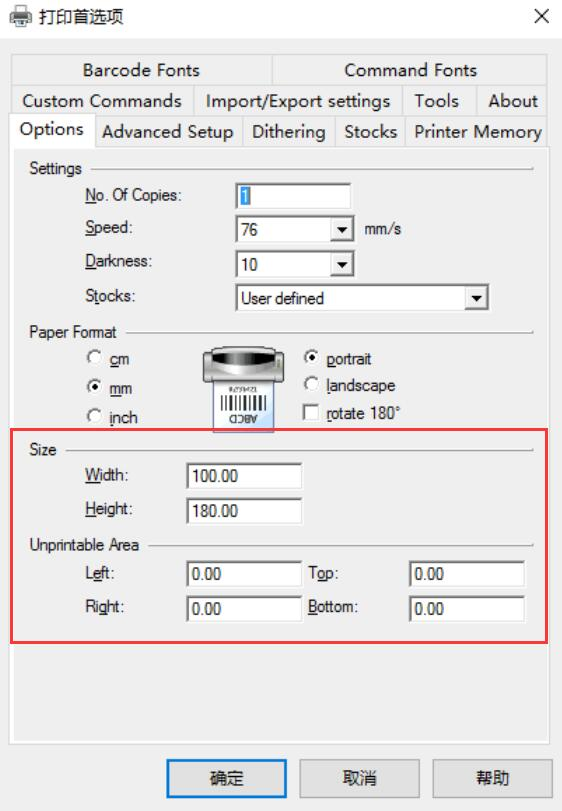 打印首选项
Barcode Fonts Command Fonts
Custom Commands Import/Export settings Tools About
Options Advanced Setup Dithering Stocks Printer Memory
Settings
No. Of Copies: 1
Speed: 76 mm/s
Darkness: 10
Stocks: User defined
Paper Format
cm portrait
mm landscape
inch rotate 180°
ABCD
Size
Width: 100.00
Height: 180.00
Unprintable Area
Left: 0.00 Top: 0.00
Right: 0.00 Bottom: 0.00
确定 取消 帮助